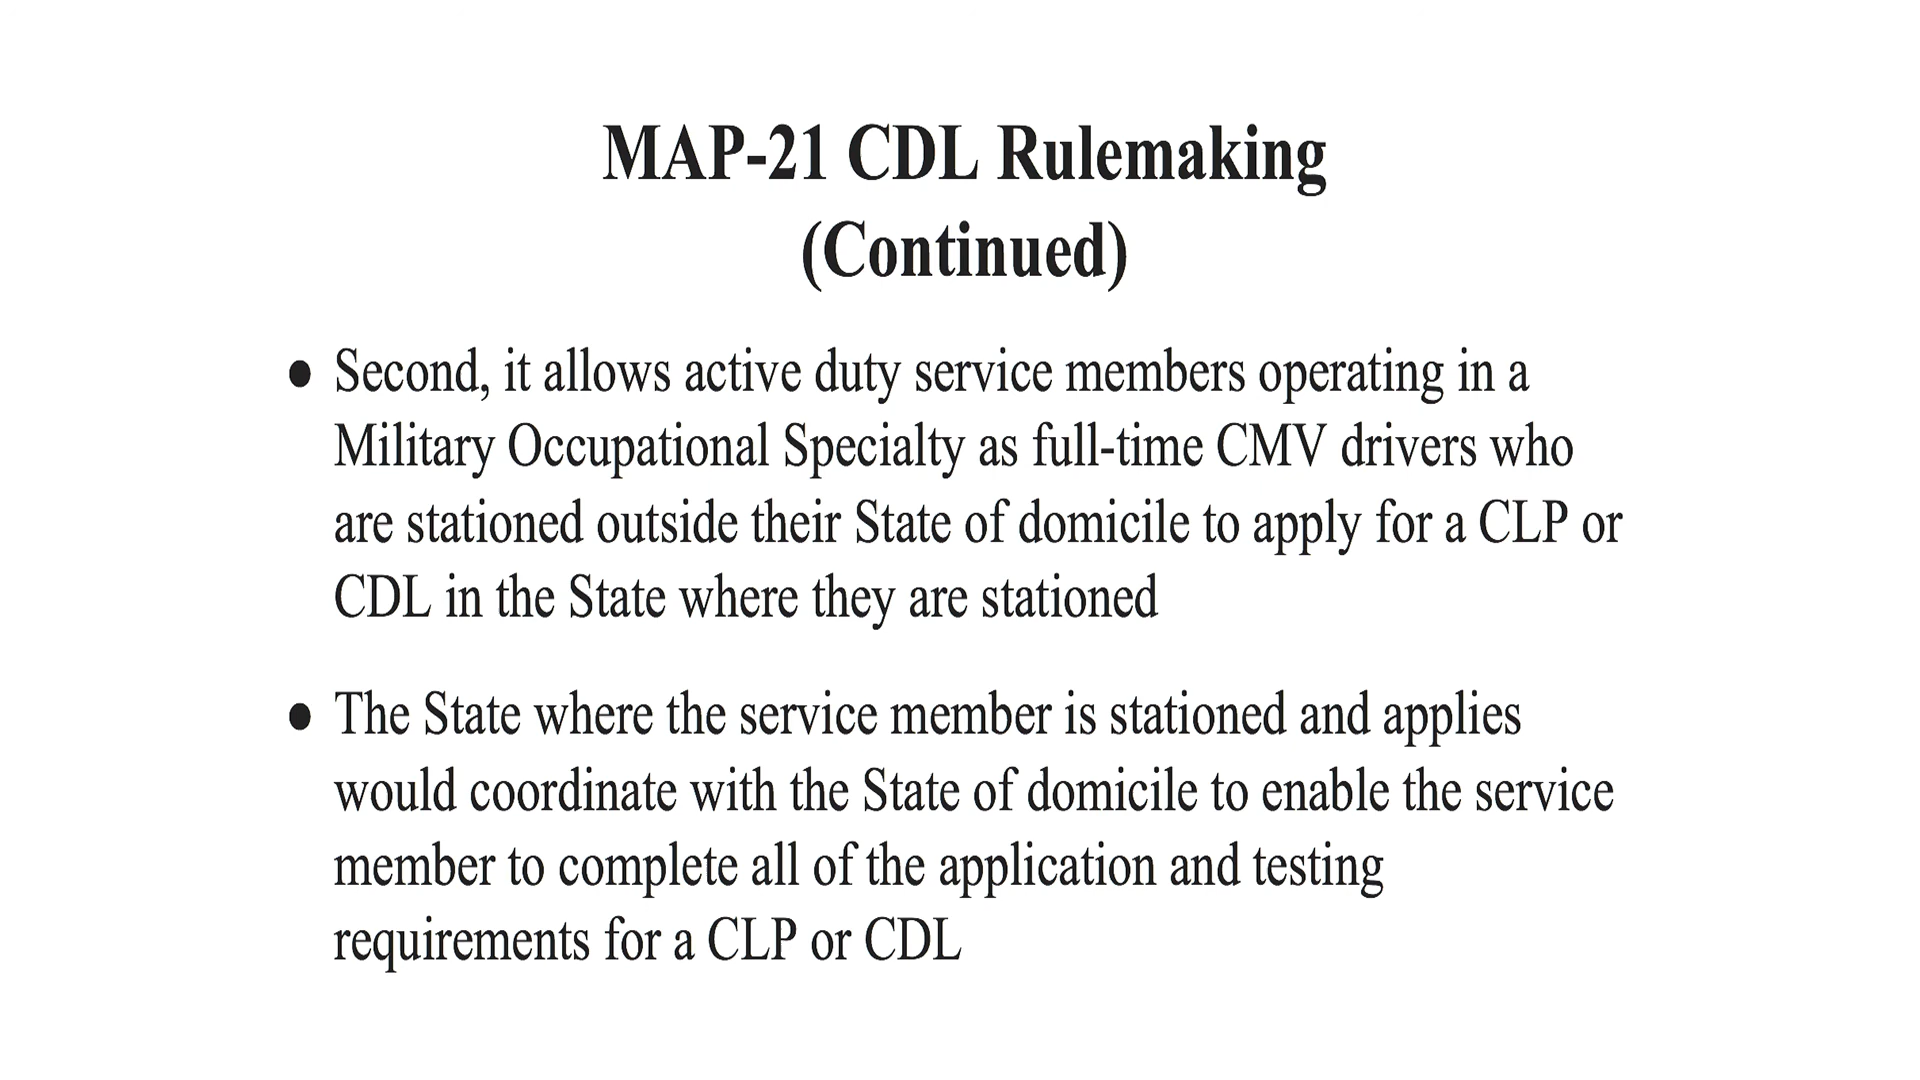 MAP-21 CDL Rulemaking
(Continued)
● Second, it allows active duty service members operating in a
Military Occupational Specialty as full-time CMV drivers who
are stationed outside their State of domicile to apply for a CLP or
CDL in the State where they are stationed
● The State where the service member is stationed and applies
would coordinate with the State of domicile to enable the service
member to complete all of the application and testing
requirements for a CLP or CDL